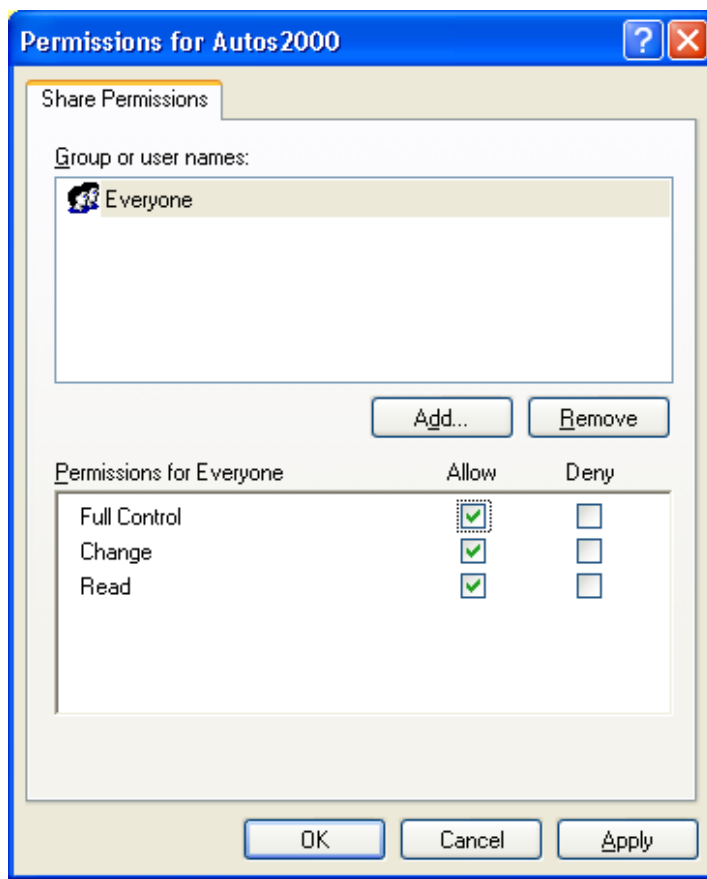 Permissions for Autos2000
Share Permissions
Group or user names:
Everyone
Add... Remove
Permissions for Everyone Allow Deny
Full Control
Change
Read
OK Cancel Apply